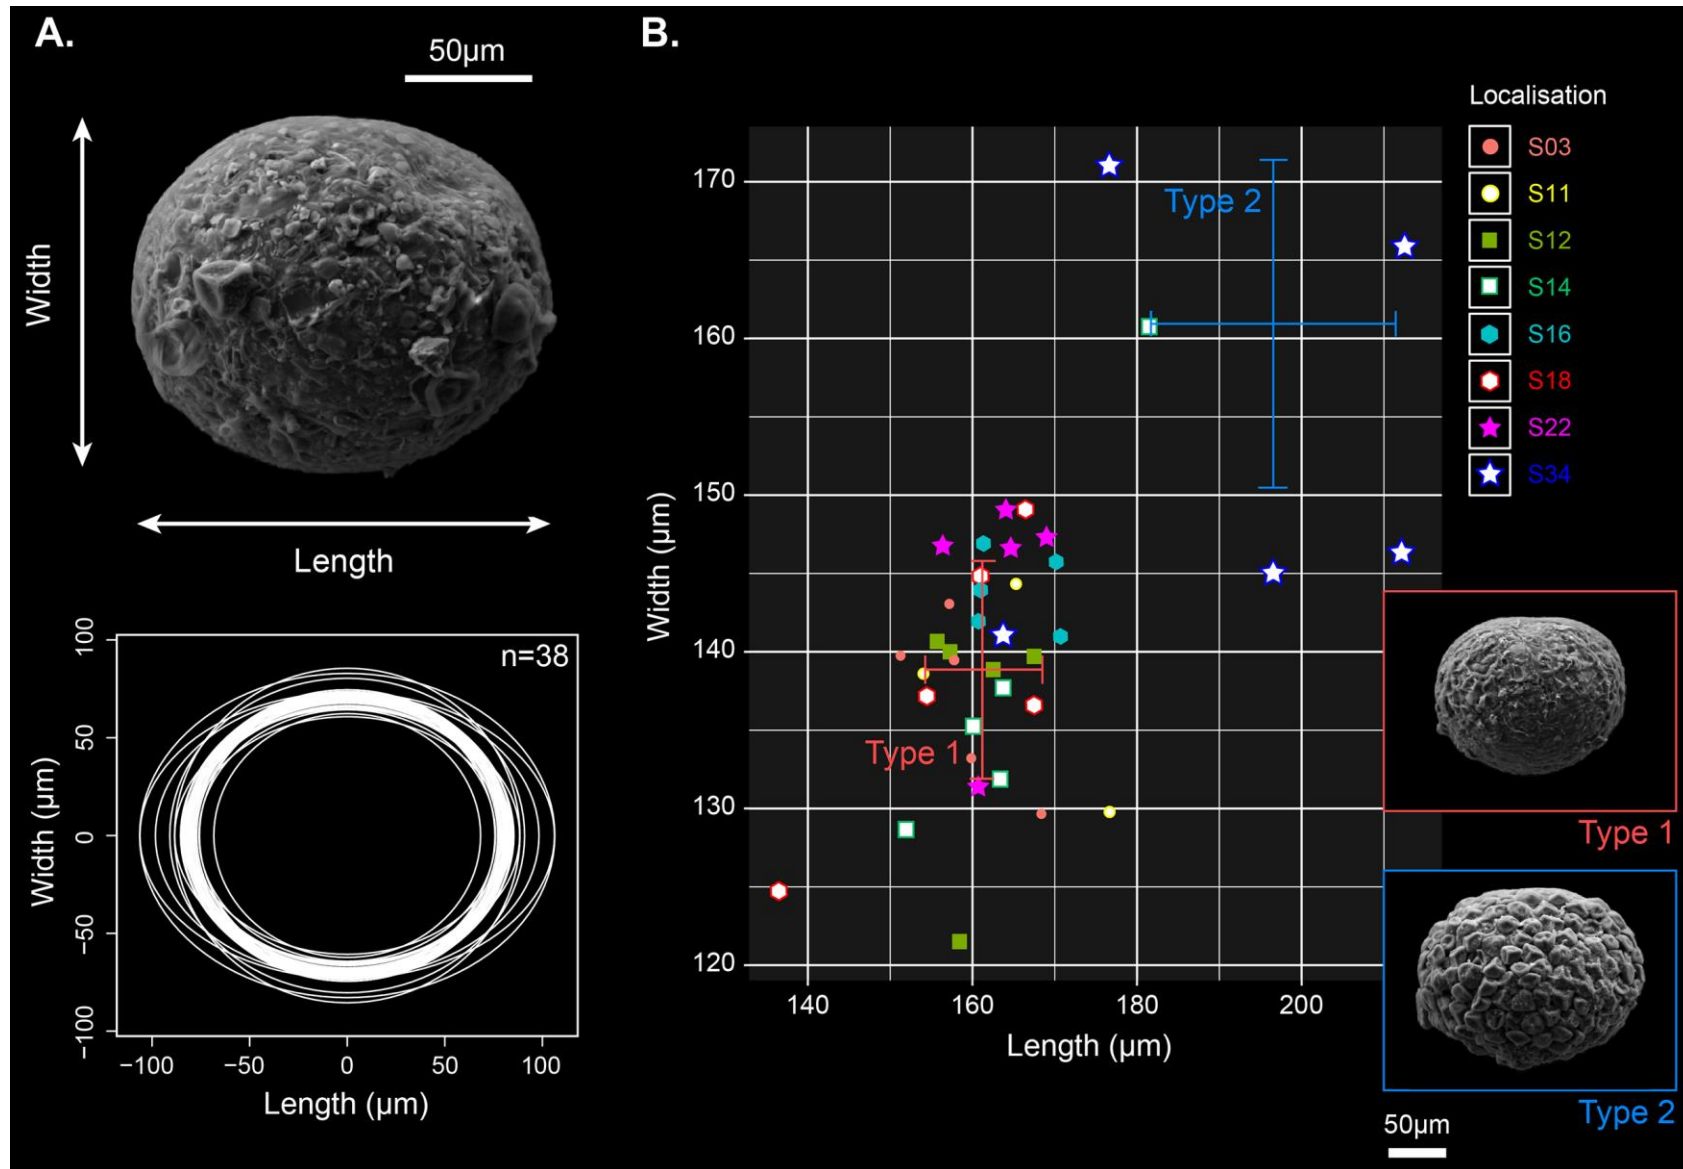 A.
50µm
Width
Length
n=38
100
50
0
−50
−100
Width (µm)
−100
−50
0
50
100
Length (µm)
B.
Localisation
S03
S11
S12
S14
S16
S18
S22
S34
170
160
150
140
130
120
Width (µm)
Type 2
Type 1
140
160
180
200
Length (µm)
Type 1
Type 2
50µm